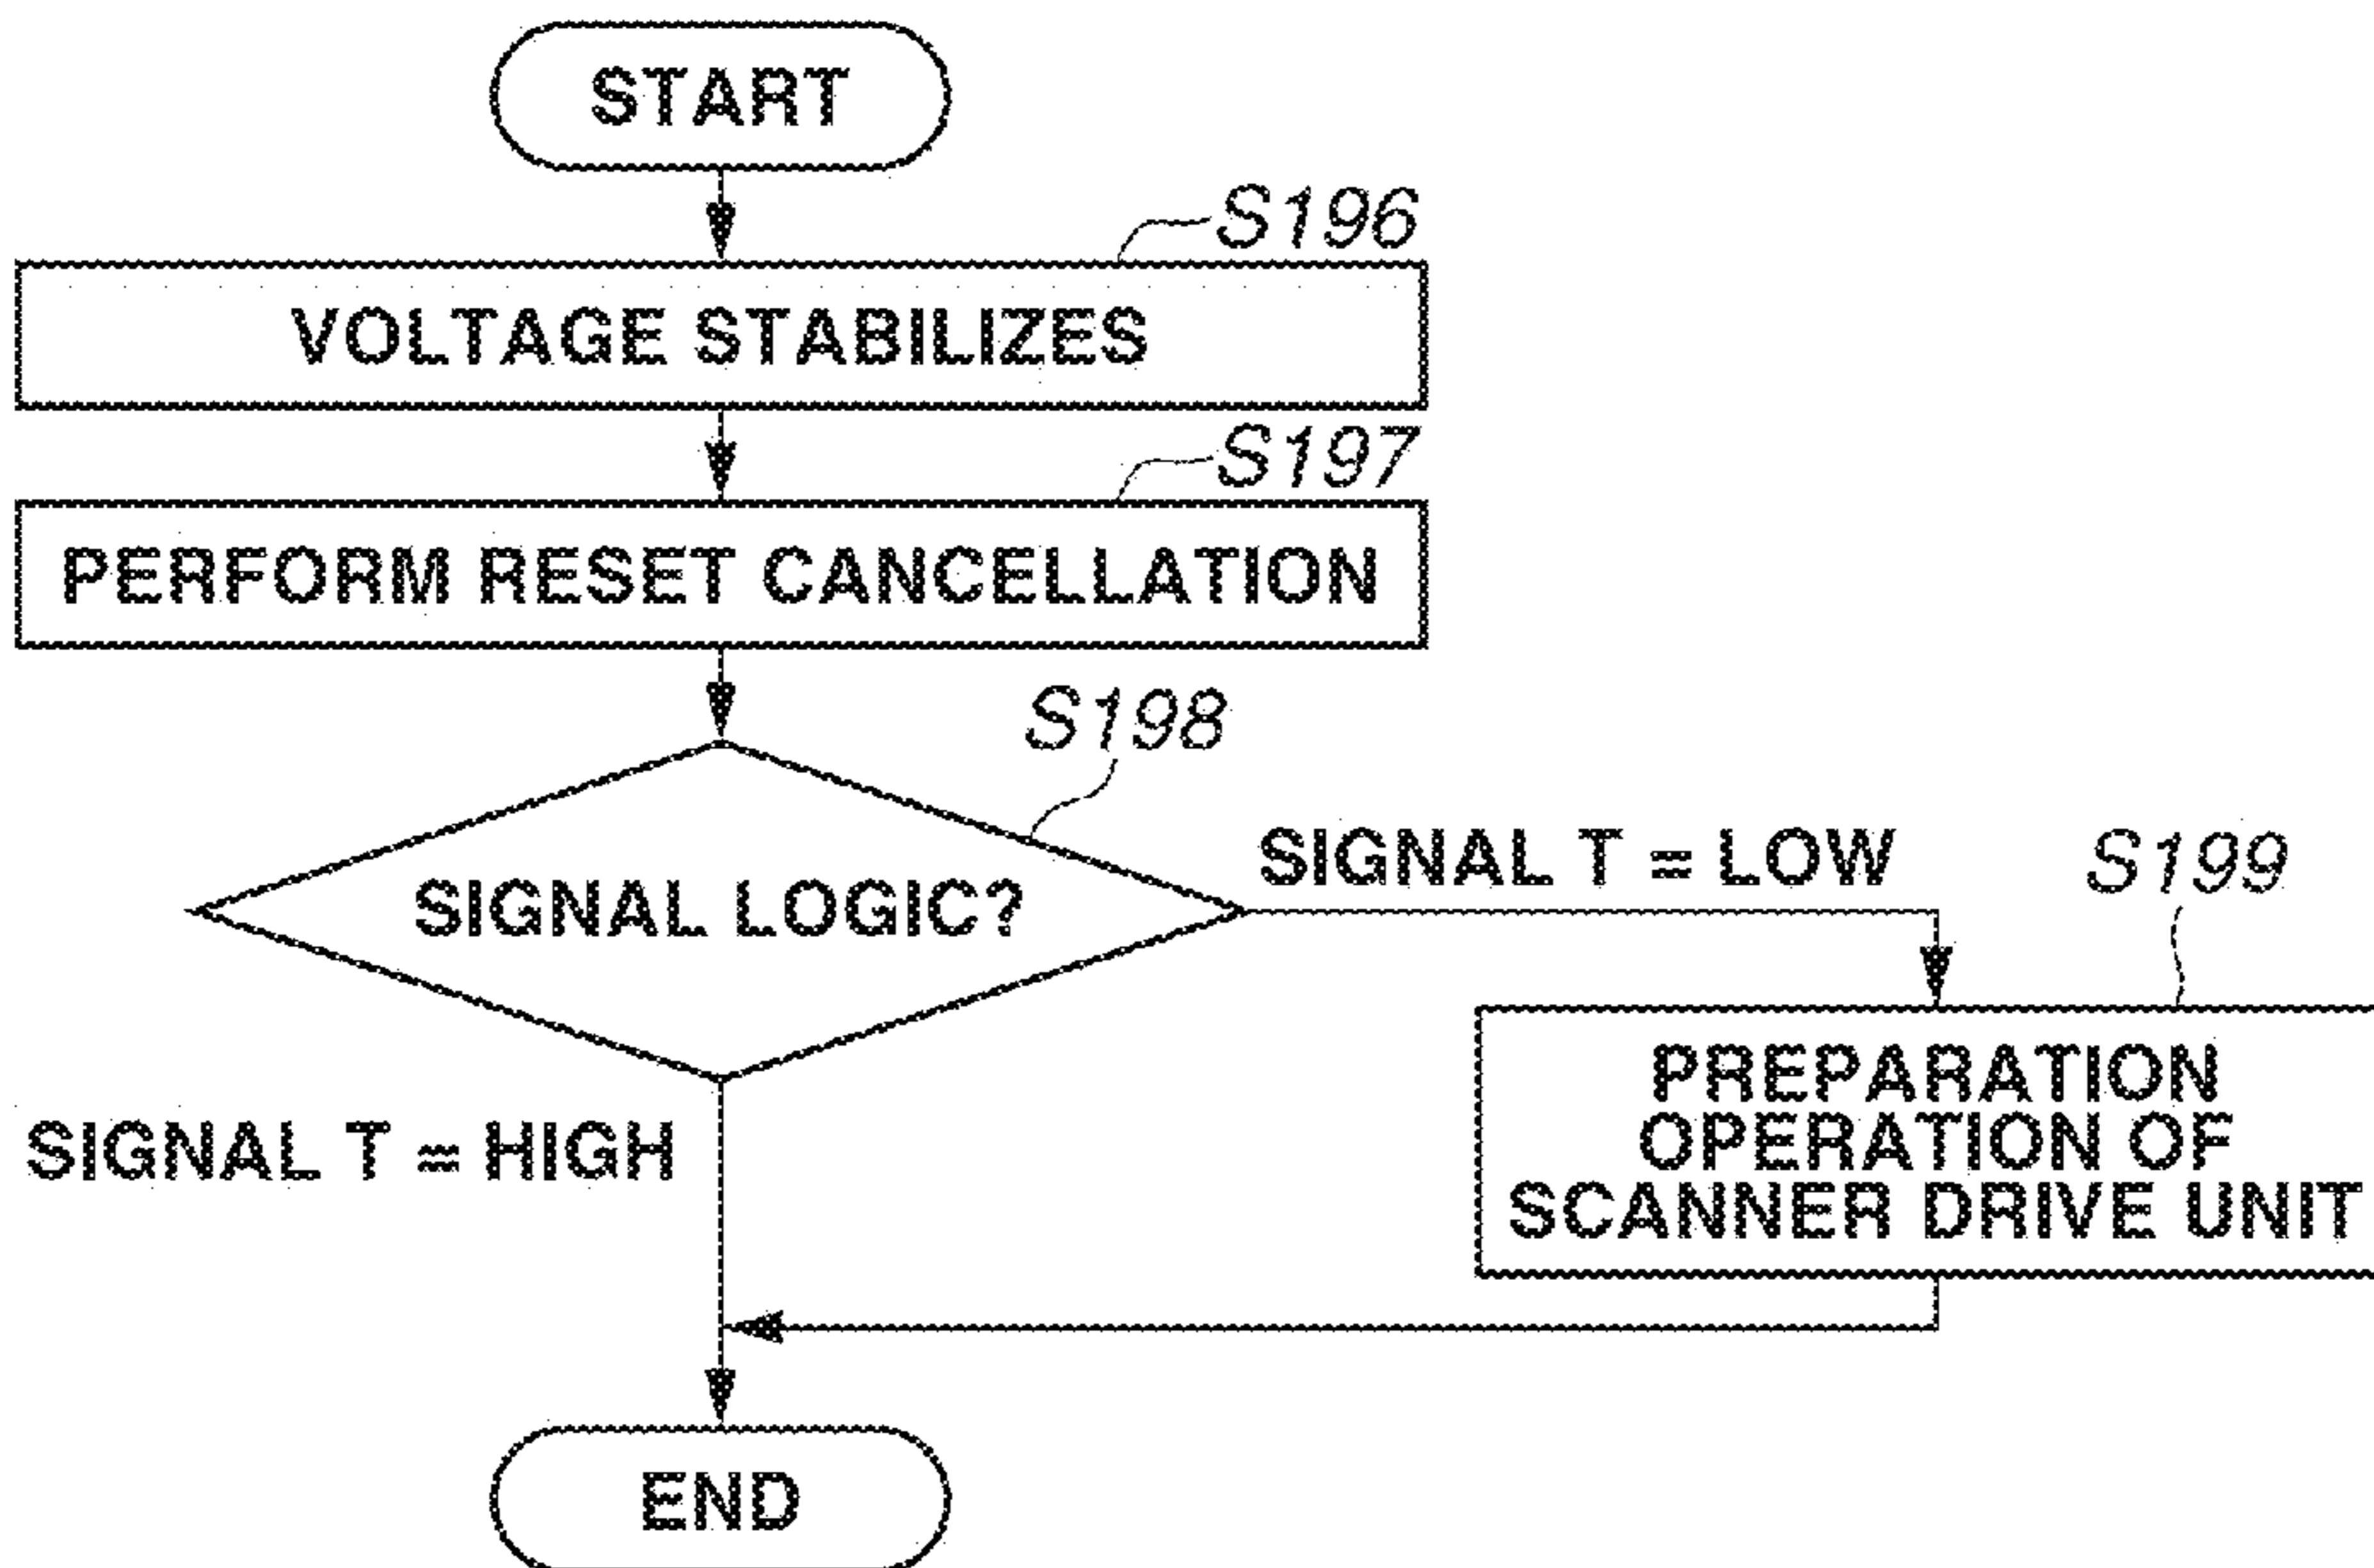 START
S196
VOLTAGE STABILIZES
S197
PERFORM RESET CANCELLATION
S198
SIGNAL LOGIC?
SIGNAL T = LOW
S199
PREPARATION
OPERATION OF
SCANNER DRIVE UNIT
SIGNAL T = HIGH
END